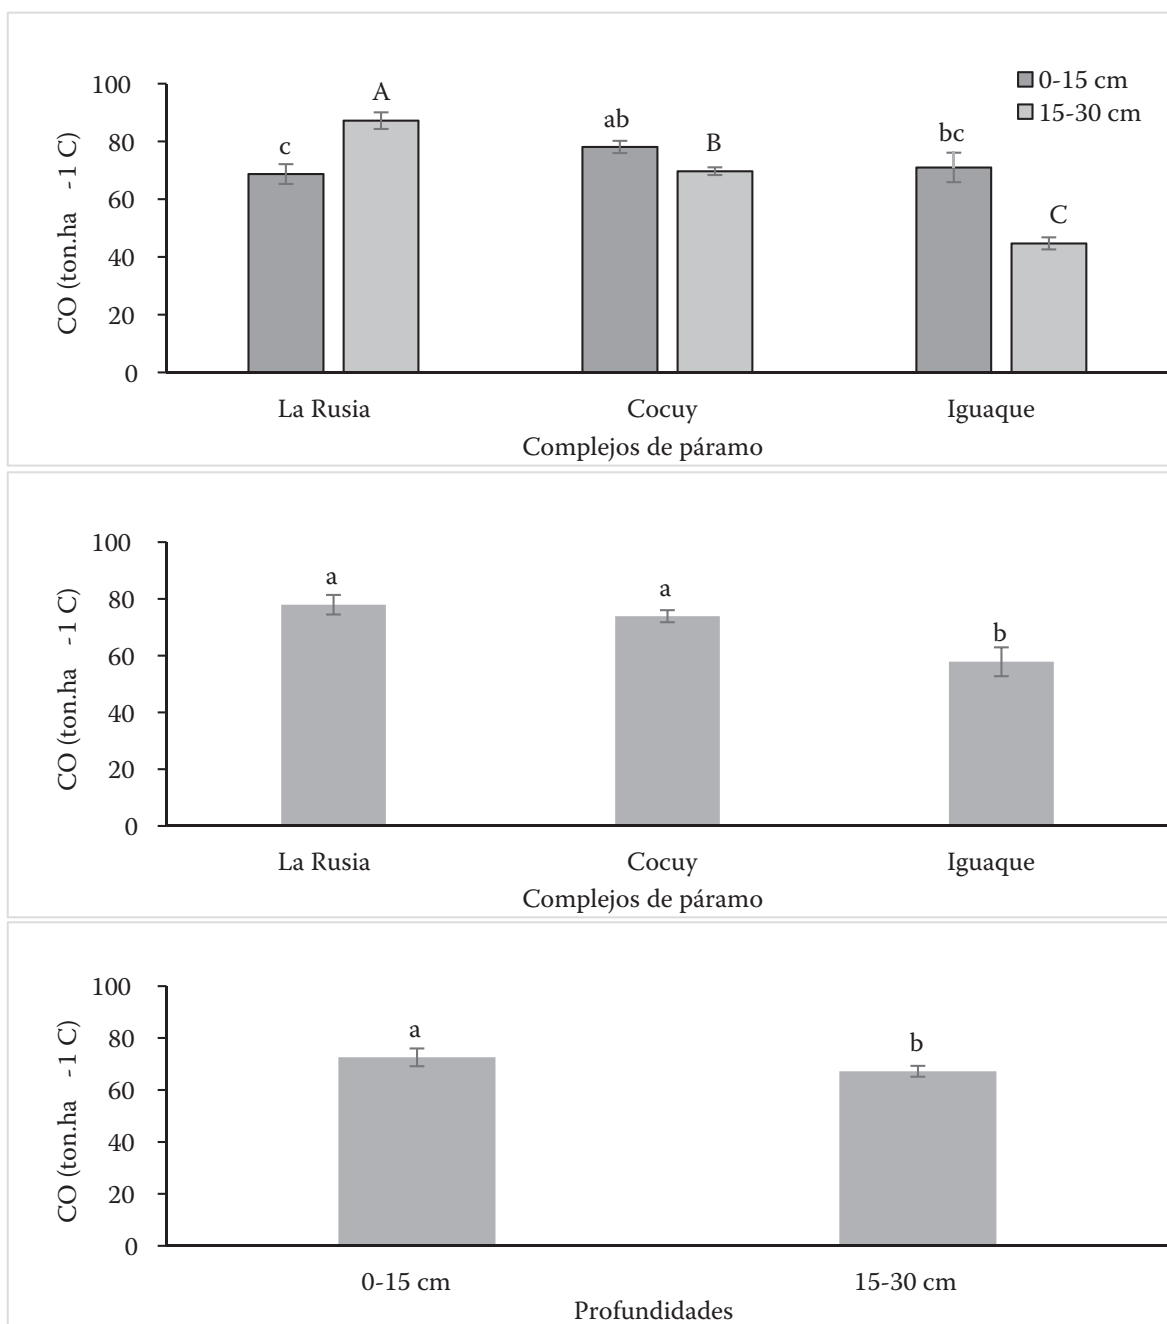 0-15 cm
15-30 cm
CO (ton.ha -1 C)
100
80
60
40
20
0
c
A
ab
B
bc
C
La Rusia Cocuy Iguaque
Complejos de páramo
CO (ton.ha -1 C)
100
80
60
40
20
0
a
a
b
La Rusia Cocuy Iguaque
Complejos de páramo
CO (ton.ha -1 C)
100
80
60
40
20
0
a
b
0-15 cm 15-30 cm
Profundidades